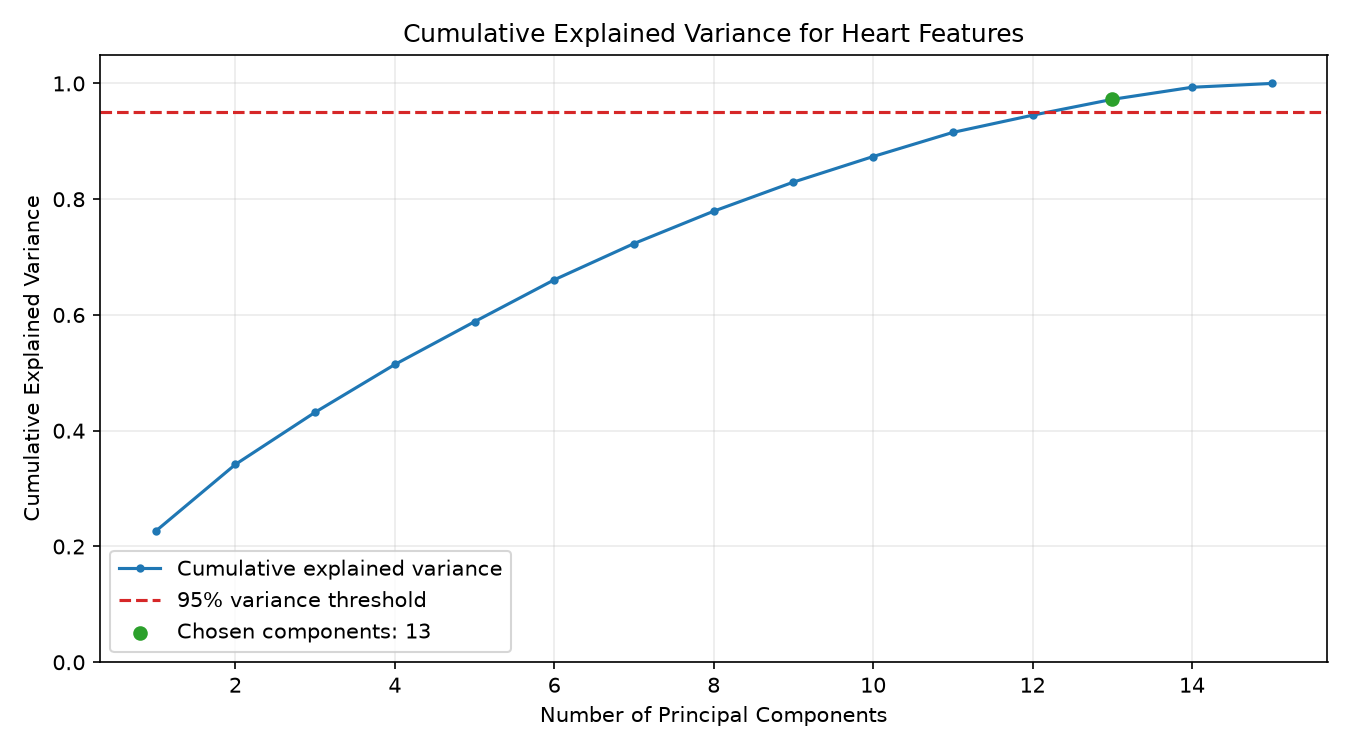 Cumulative Explained Variance for Heart Features
Cumulative Explained Variance
1.0
0.8
0.6
0.4
0.2
0.0
Cumulative explained variance
95% variance threshold
Chosen components: 13
2 4 6 8 10 12 14
Number of Principal Components